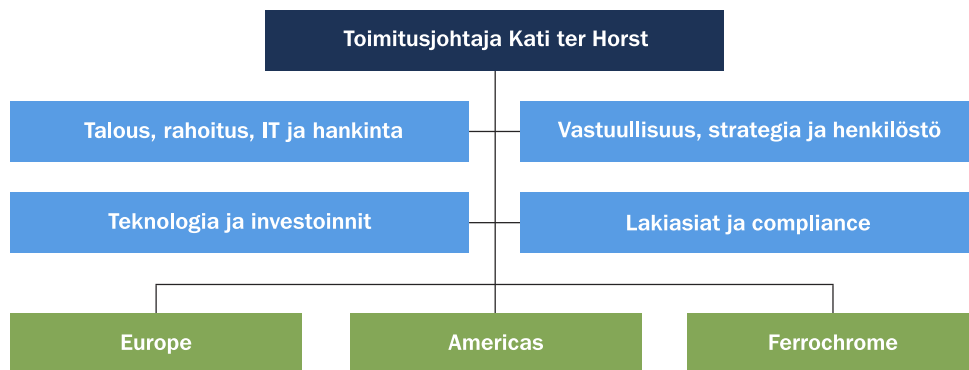 Toimitusjohtaja Kati ter Horst
Talous, rahoitus, IT ja hankinta
Vastuullisuus, strategia ja henkilöstö
Teknologia ja investoinnit
Lakiasiat ja compliance
Europe
Americas
Ferrochrome